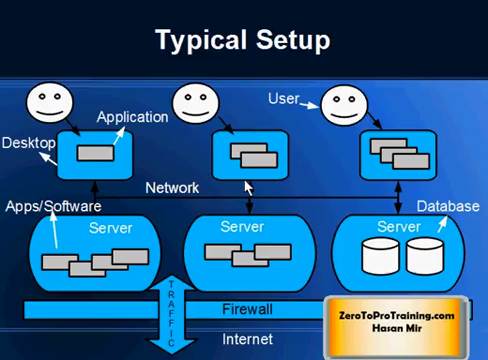 Typical Setup
User
Application
Desktop
Network
Apps/Software
Database
Server
Server
Server
TRAFFIC
Firewall
Internet
ZeroToProTraining.com
Hasan Mir